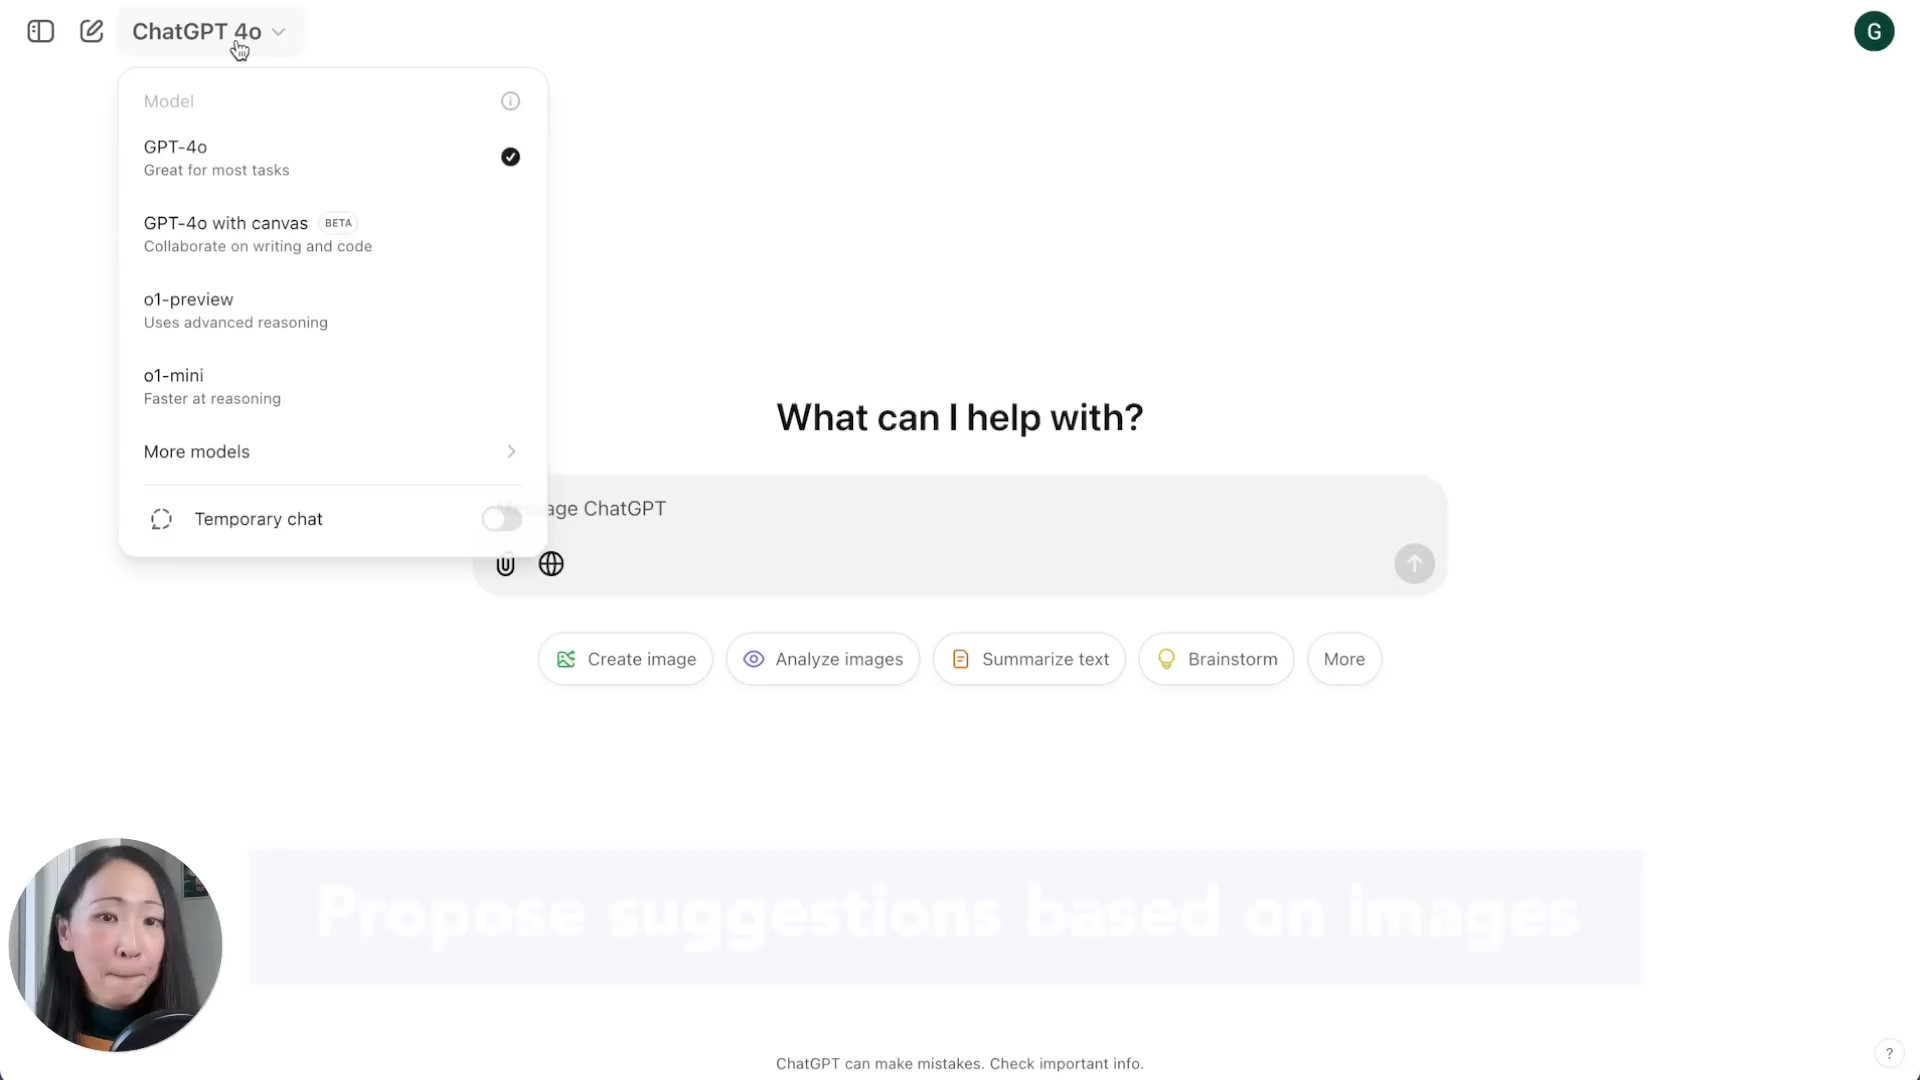 ChatGPT 4o
G
Model
GPT-4o
Great for most tasks
GPT-4o with canvas BETA
Collaborate on writing and code
o1-preview
Uses advanced reasoning
o1-mini
Faster at reasoning
More models
Temporary chat
What can I help with?
age ChatGPT
Create image
Analyze images
Summarize text
Brainstorm
More
Propose suggestions based on images
ChatGPT can make mistakes. Check important info.
?